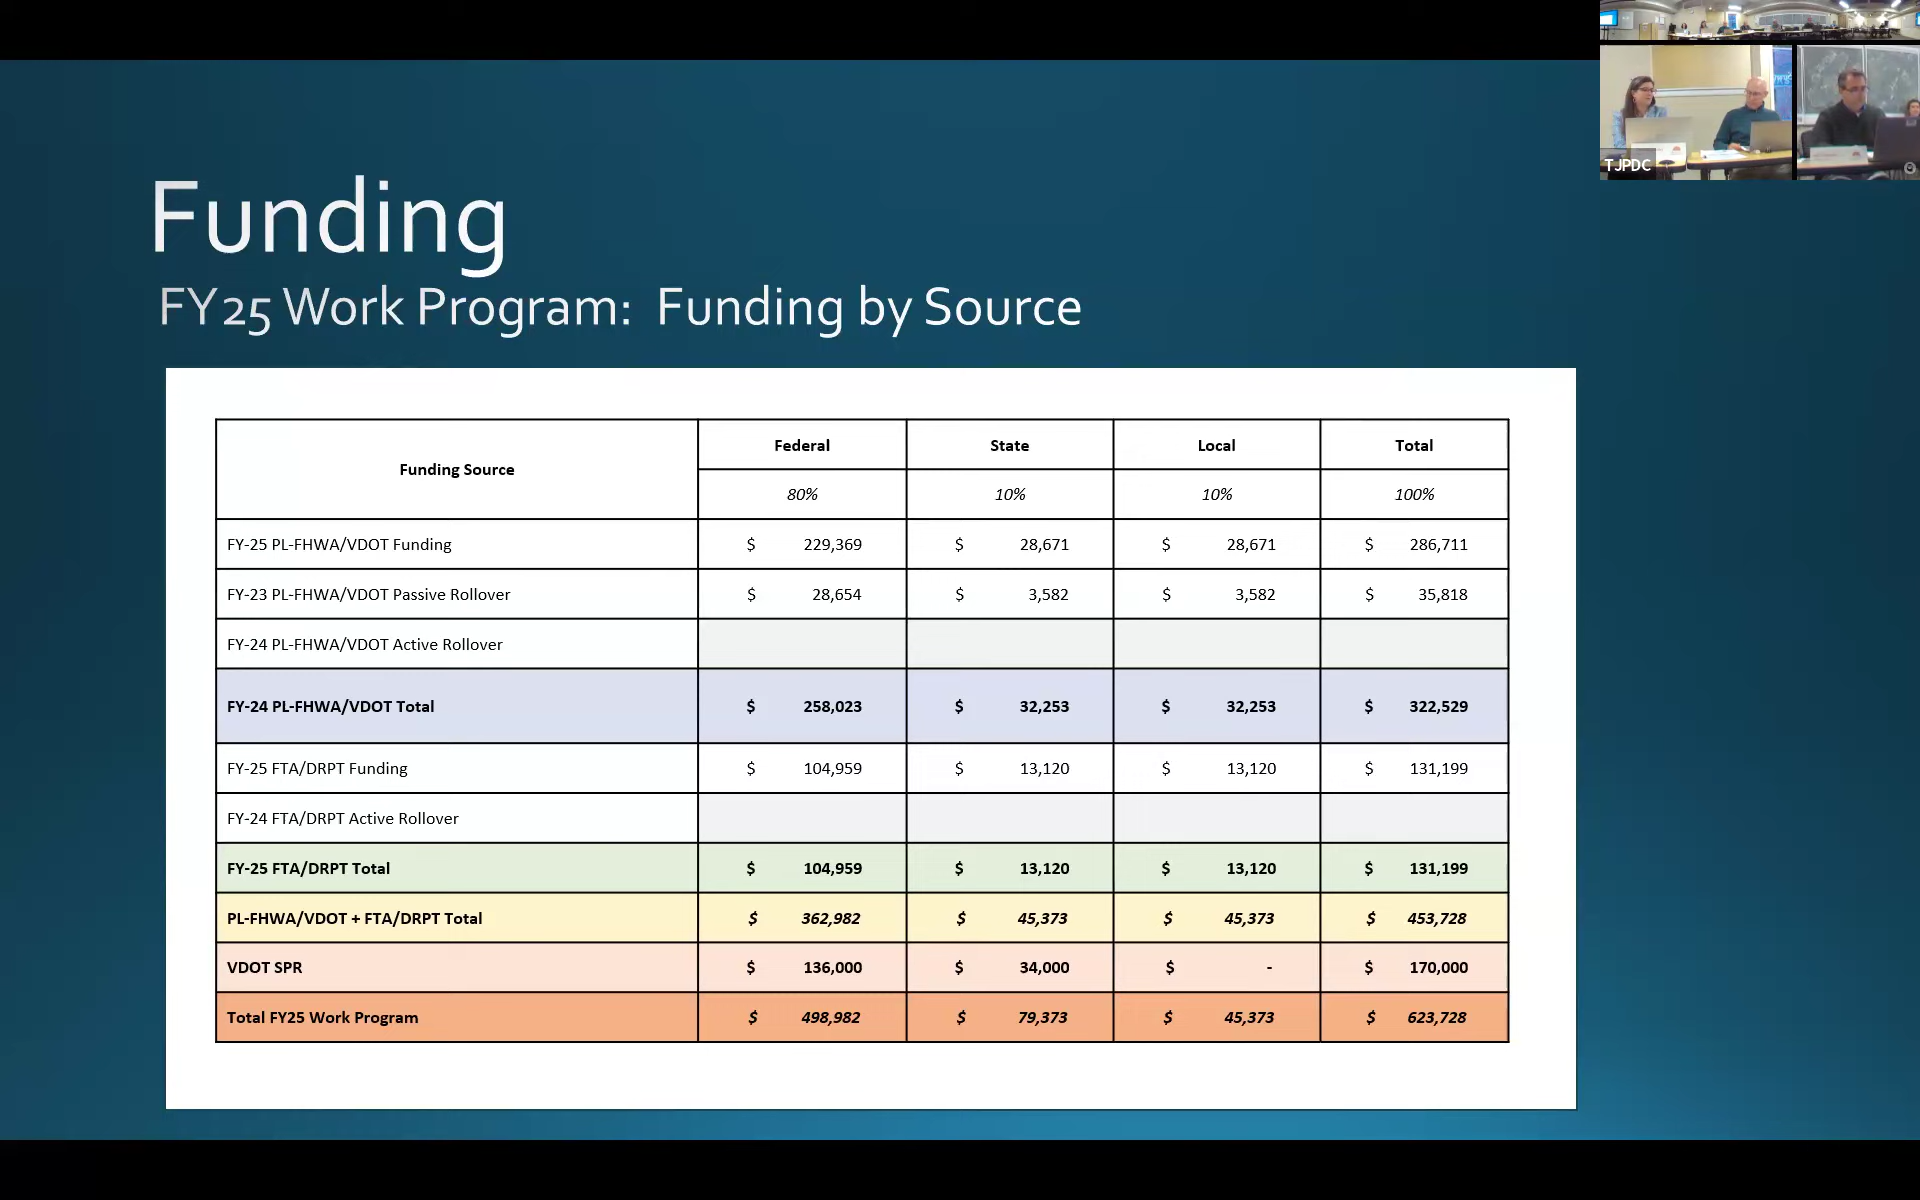 TJPDC
Funding
FY25 Work Program: Funding by Source
Funding Source Federal State Local Total
80% 10% 10% 100%
FY-25 PL-FHWA/VDOT Funding $ 229,369 $ 28,671 $ 28,671 $ 286,711
FY-23 PL-FHWA/VDOT Passive Rollover $ 28,654 $ 3,582 $ 3,582 $ 35,818
FY-24 PL-FHWA/VDOT Active Rollover
FY-24 PL-FHWA/VDOT Total $ 258,023 $ 32,253 $ 32,253 $ 322,529
FY-25 FTA/DRPT Funding $ 104,959 $ 13,120 $ 13,120 $ 131,199
FY-24 FTA/DRPT Active Rollover
FY-25 FTA/DRPT Total $ 104,959 $ 13,120 $ 13,120 $ 131,199
PL-FHWA/VDOT + FTA/DRPT Total $ 362,982 $ 45,373 $ 45,373 $ 453,728
VDOT SPR $ 136,000 $ 34,000 $ - $ 170,000
Total FY25 Work Program $ 498,982 $ 79,373 $ 45,373 $ 623,728